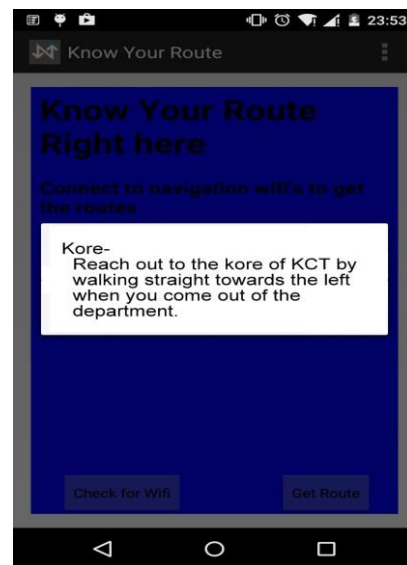 23:53
Know Your Route
Know Your Route
Right here
Connect to navigation wifi's to get
the routes
Kore-
Reach out to the kore of KCT by
walking straight towards the left
when you come out of the
department.
Check for Wifi
Get Route